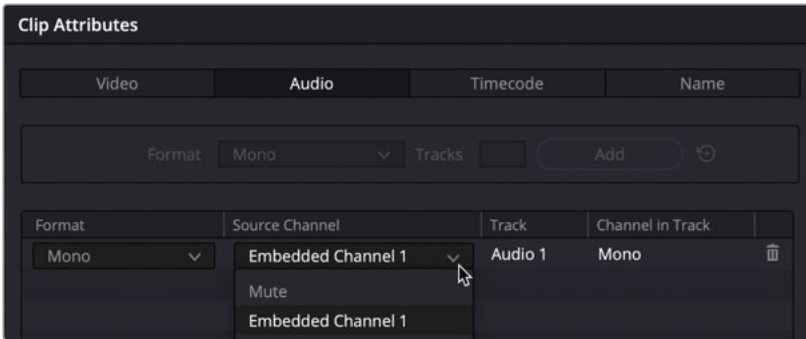 Clip Attributes
Video Audio Timecode Name
Format Mono Tracks Add
Format Source Channel Track Channel in Track
Mono Embedded Channel 1 Audio 1 Mono
Mute
Embedded Channel 1